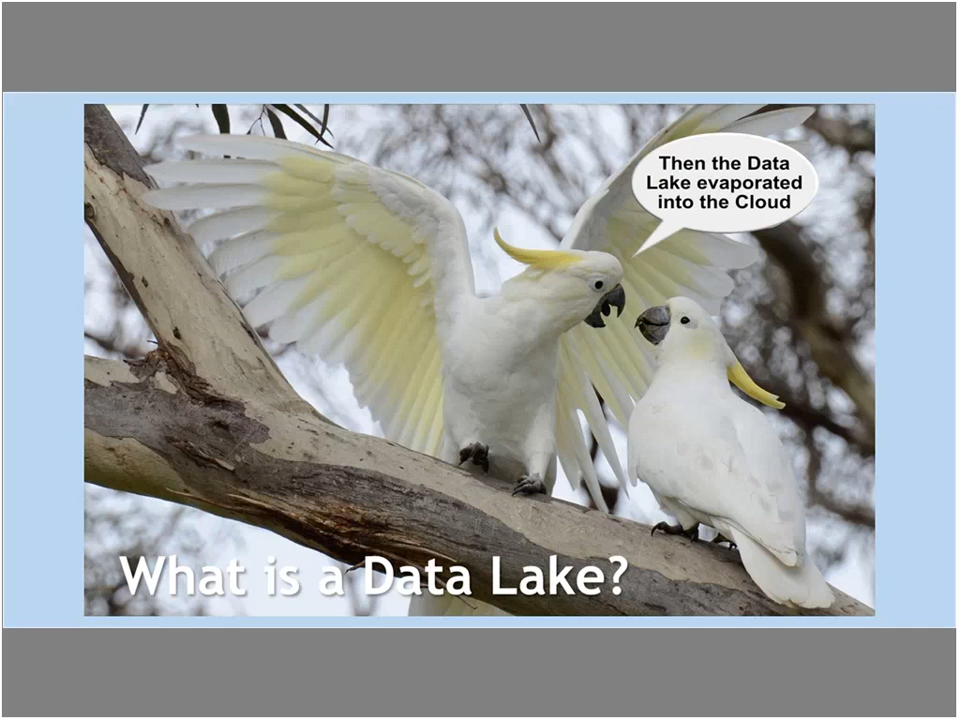 Then the Data
Lake evaporated
into the Cloud
What is a Data Lake?